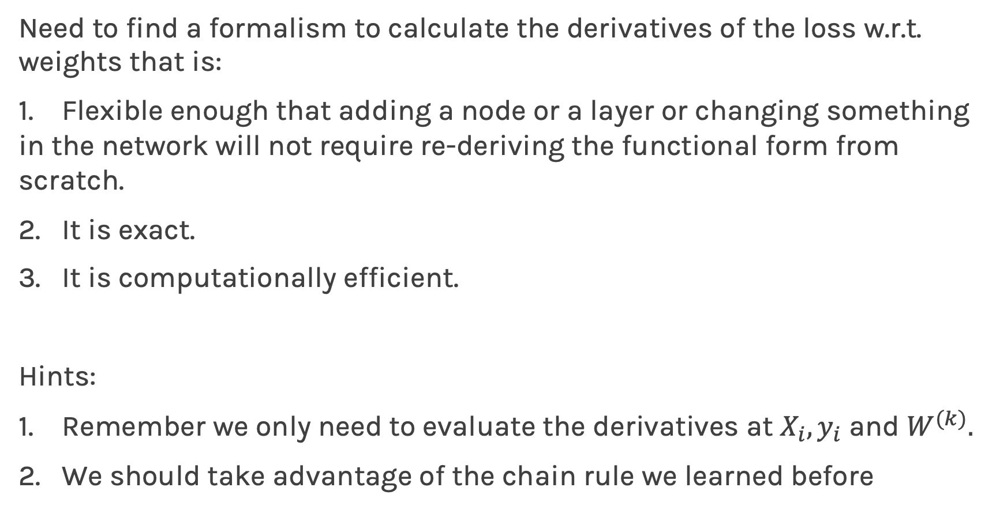 Need to find a formalism to calculate the derivatives of the loss w.r.t.
weights that is:
1. Flexible enough that adding a node or a layer or changing something
in the network will not require re-deriving the functional form from
scratch.
2. It is exact.
3. It is computationally efficient.
Hints:
1. Remember we only need to evaluate the derivatives at $X_i, y_i$ and $W^{(k)}$.
2. We should take advantage of the chain rule we learned before